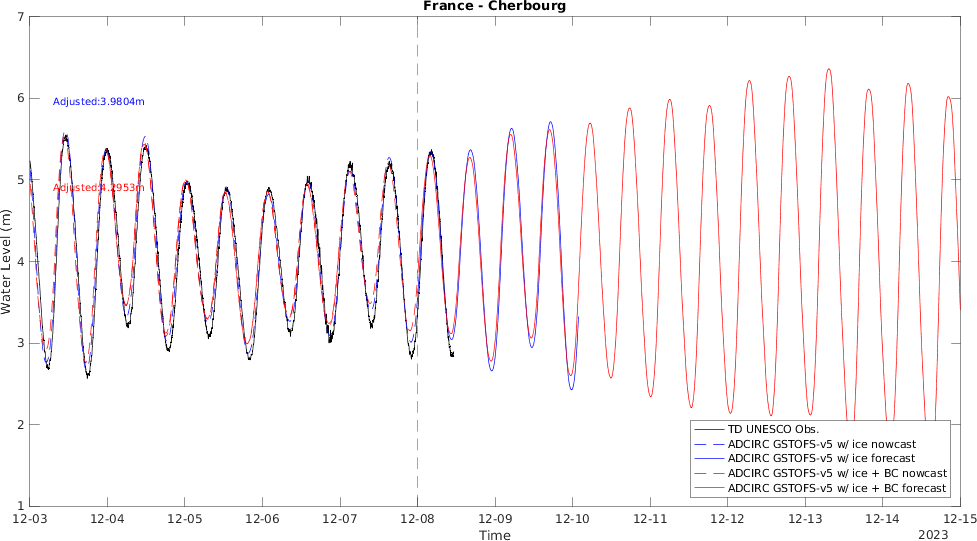 France - Cherbourg
7
6
5
4
3
2
1
Water Level (m)
Adjusted:3.9804m
Adjusted:4.2953m
TD UNESCO Obs.
ADCIRC GSTOFS-v5 w/ ice nowcast
ADCIRC GSTOFS-v5 w/ ice forecast
ADCIRC GSTOFS-v5 w/ ice + BC nowcast
ADCIRC GSTOFS-v5 w/ ice + BC forecast
12-03 12-04 12-05 12-06 12-07 12-08 12-09 12-10 12-11 12-12 12-13 12-14 12-15
Time
2023